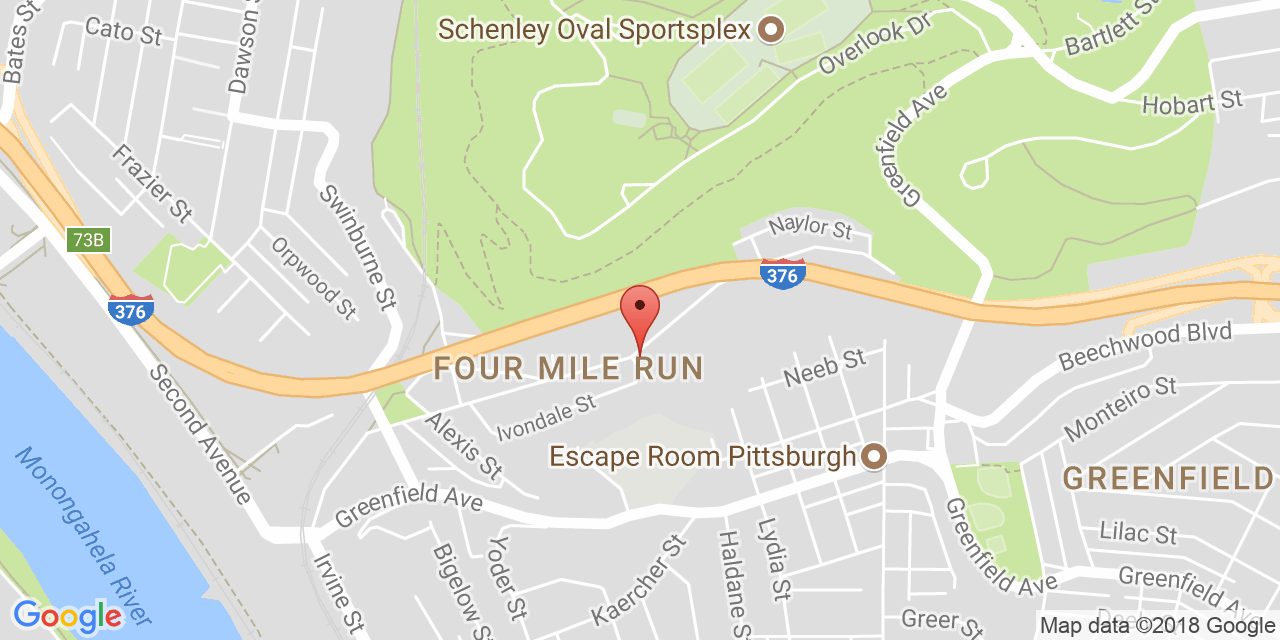 Schenley Oval Sportsplex
Bates St
Cato St
Dawson S
Overlook Dr
Bartlett St
Hobart St
Greenfield Ave
Frazier St
Swinburne St
73B
Orpwood St
Naylor St
376
376
FOUR MILE RUN
Neeb St
Beechwood Blvd
Monteiro St
Second Avenue
Alexis St
Ivondale St
Escape Room Pittsburgh
GREENFIELD
Monongahela River
Greenfield Ave
Greenfield Ave
Lilac St
Irvine St
Bigelow S
Yoder St
Kaercher St
Haldane S
Lydia St
Greenfield Av
Greer St
Google
Map data ©2018 Google